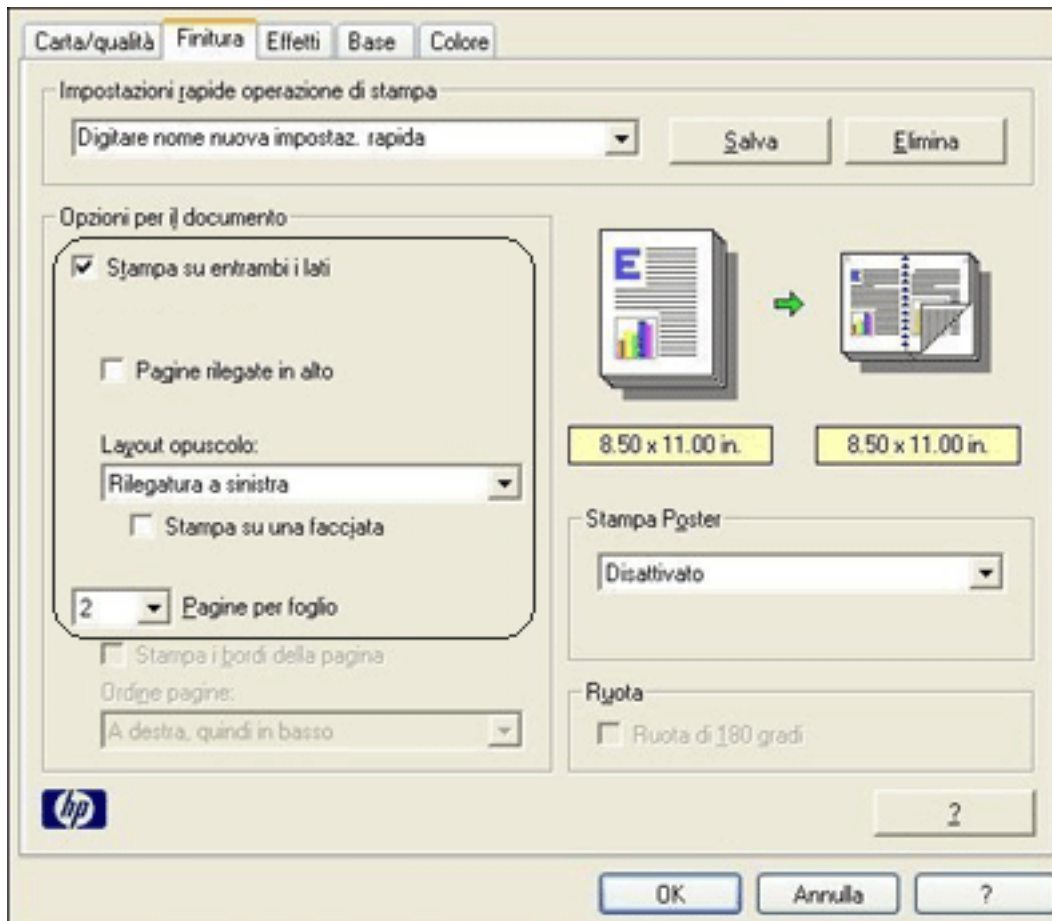 Carta/qualità Finitura Effetti Base Colore
Impostazioni rapide operazione di stampa
Digitare nome nuova impostaz. rapida Salva Elimina
Opzioni per il documento
Stampa su entrambi i lati
E
Pagine rilegate in alto
Layout opuscolo:
8.50 x 11.00 in. 8.50 x 11.00 in.
Rilegatura a sinistra
Stampa su una facciata
Stampa Poster
Disattivato
2 Pagine per foglio
Stampa i bordi della pagina
Ordine pagine:
A destra, quindi in basso
Ruota
Ruota di 180 gradi
hp
?
OK Annulla ?